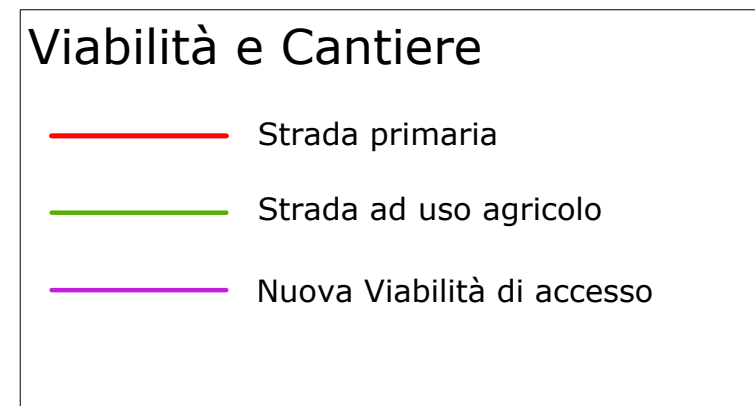 Viabilità e Cantiere
Strada primaria
Strada ad uso agricolo
Nuova Viabilità di accesso